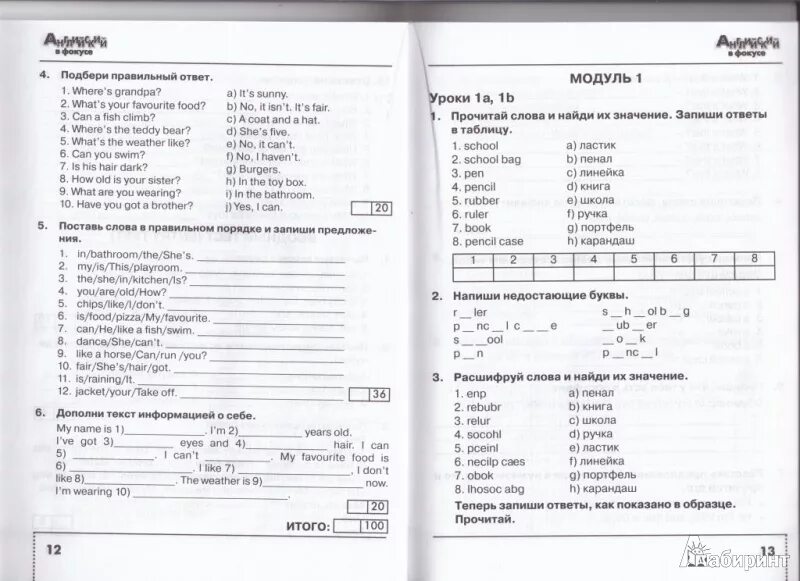 Английский
в фокусе
4. Подбери правильный ответ.
1. Where's grandpa? a) It's sunny.
2. What's your favourite food? b) No, it isn't. It's fair.
3. Can a fish climb? c) A coat and a hat.
4. Where's the teddy bear? d) She's five.
5. What's the weather like? e) No, it can't.
6. Can you swim? f) No, I haven't.
7. Is his hair dark? g) Burgers.
8. How old is your sister? h) In the toy box.
9. What are you wearing? i) In the bathroom.
10. Have you got a brother? j) Yes, I can.
20
5. Поставь слова в правильном порядке и запиши предложе-
ния.
1. in/bathroom/the/She's.
2. my/is/This/playroom.
3. the/she/in/kitchen/Is?
4. you/are/old/How?
5. chips/like/I/don't.
6. is/food/pizza/My/favourite.
7. can/He/like a fish/swim.
8. dance/She/can't.
9. like a horse/Can/run /you?
10. fair/She's/hair/got.
11. is/raining/It.
12. jacket/your/Take off.
36
6. Дополни текст информацией о себе.
My name is 1)__________. I'm 2)__________ years old.
I've got 3)__________ eyes and 4)__________ hair. I can
5) __________. I can't __________. My favourite food is
6) __________. I like 7) __________, I don't
like 8)__________. The weather is 9)__________ now.
I'm wearing 10) __________.
20
ИТОГО: 100
12
Английский
в фокусе
МОДУЛЬ 1
Уроки 1a, 1b
1. Прочитай слова и найди их значение. Запиши ответы
в таблицу.
1. school a) ластик
2. school bag b) пенал
3. pen c) линейка
4. pencil d) книга
5. rubber e) школа
6. ruler f) ручка
7. book g) портфель
8. pencil case h) карандаш
1 2 3 4 5 6 7 8
2. Напиши недостающие буквы.
r __ ler s __ h __ ol b __ g
p __ nc __ l c __ __ e __ ub __ er
s __ __ ool __ o __ k
p __ n p __ nc __ l
3. Расшифруй слова и найди их значение.
1. enp a) пенал
2. rebubr b) книга
3. relur c) школа
4. socohl d) ручка
5. pceinl e) ластик
6. necilp caes f) линейка
7. obok g) портфель
8. lhosoc abg h) карандаш
Теперь запиши ответы, как показано в образце.
Прочитай.
13
Лабиринт